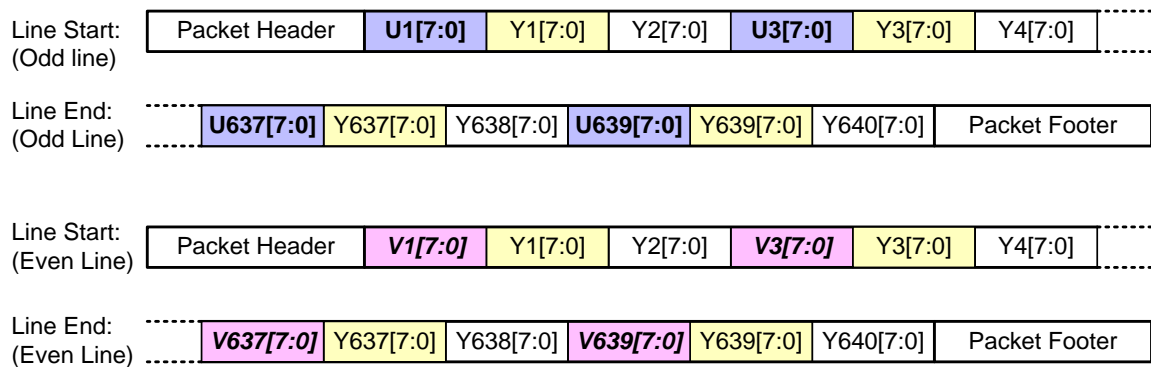 Line Start: Packet Header U1[7:0] Y1[7:0] Y2[7:0] U3[7:0] Y3[7:0] Y4[7:0]
(Odd line)
Line End: U637[7:0] Y637[7:0] Y638[7:0] U639[7:0] Y639[7:0] Y640[7:0] Packet Footer
(Odd Line)
Line Start: Packet Header V1[7:0] Y1[7:0] Y2[7:0] V3[7:0] Y3[7:0] Y4[7:0]
(Even Line)
Line End: V637[7:0] Y637[7:0] Y638[7:0] V639[7:0] Y639[7:0] Y640[7:0] Packet Footer
(Even Line)